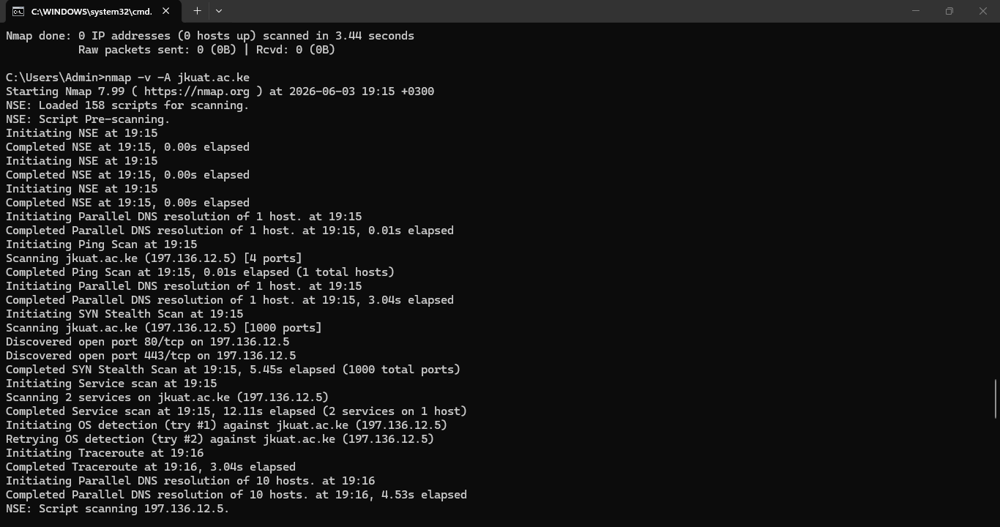 C:\WINDOWS\system32\cmd.
Nmap done: 0 IP addresses (0 hosts up) scanned in 3.44 seconds
Raw packets sent: 0 (0B) | Rcvd: 0 (0B)
C:\Users\Admin>nmap -v -A jkuat.ac.ke
Starting Nmap 7.99 ( https://nmap.org ) at 2026-06-03 19:15 +0300
NSE: Loaded 158 scripts for scanning.
NSE: Script Pre-scanning.
Initiating NSE at 19:15
Completed NSE at 19:15, 0.00s elapsed
Initiating NSE at 19:15
Completed NSE at 19:15, 0.00s elapsed
Initiating NSE at 19:15
Completed NSE at 19:15, 0.00s elapsed
Initiating Parallel DNS resolution of 1 host. at 19:15
Completed Parallel DNS resolution of 1 host. at 19:15, 0.01s elapsed
Initiating Ping Scan at 19:15
Scanning jkuat.ac.ke (197.136.12.5) [4 ports]
Completed Ping Scan at 19:15, 0.01s elapsed (1 total hosts)
Initiating Parallel DNS resolution of 1 host. at 19:15
Completed Parallel DNS resolution of 1 host. at 19:15, 3.04s elapsed
Initiating SYN Stealth Scan at 19:15
Scanning jkuat.ac.ke (197.136.12.5) [1000 ports]
Discovered open port 80/tcp on 197.136.12.5
Discovered open port 443/tcp on 197.136.12.5
Completed SYN Stealth Scan at 19:15, 5.45s elapsed (1000 total ports)
Initiating Service scan at 19:15
Scanning 2 services on jkuat.ac.ke (197.136.12.5)
Completed Service scan at 19:15, 12.11s elapsed (2 services on 1 host)
Initiating OS detection (try #1) against jkuat.ac.ke (197.136.12.5)
Retrying OS detection (try #2) against jkuat.ac.ke (197.136.12.5)
Initiating Traceroute at 19:16
Completed Traceroute at 19:16, 3.04s elapsed
Initiating Parallel DNS resolution of 10 hosts. at 19:16
Completed Parallel DNS resolution of 10 hosts. at 19:16, 4.53s elapsed
NSE: Script scanning 197.136.12.5.